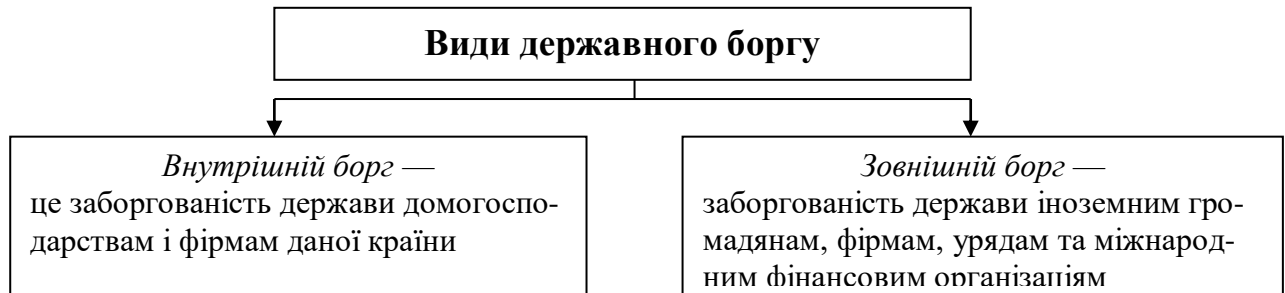 Види державного боргу
Внутрішній борг —
це заборгованість держави домогоспо-
дарствам і фірмам даної країни
Зовнішній борг —
заборгованість держави іноземним гро-
мадянам, фірмам, урядам та міжнарод-
ним фінансовим організаціям